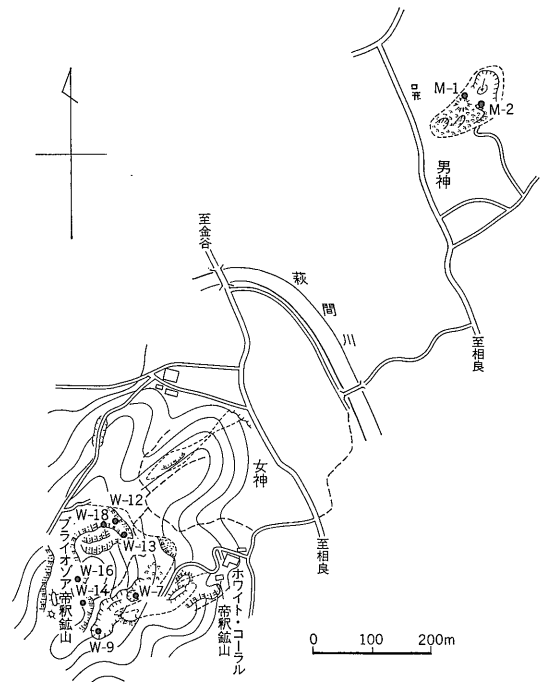 M-1
M-2
男神
至金谷
萩間川
至相良
女神
W-12
W-18
W-13
W-16
W-14
W-7
W-9
ブライオゾア帝釈鉱山
ホワイト・コーラル
帝釈鉱山
至相良
0 100 200m